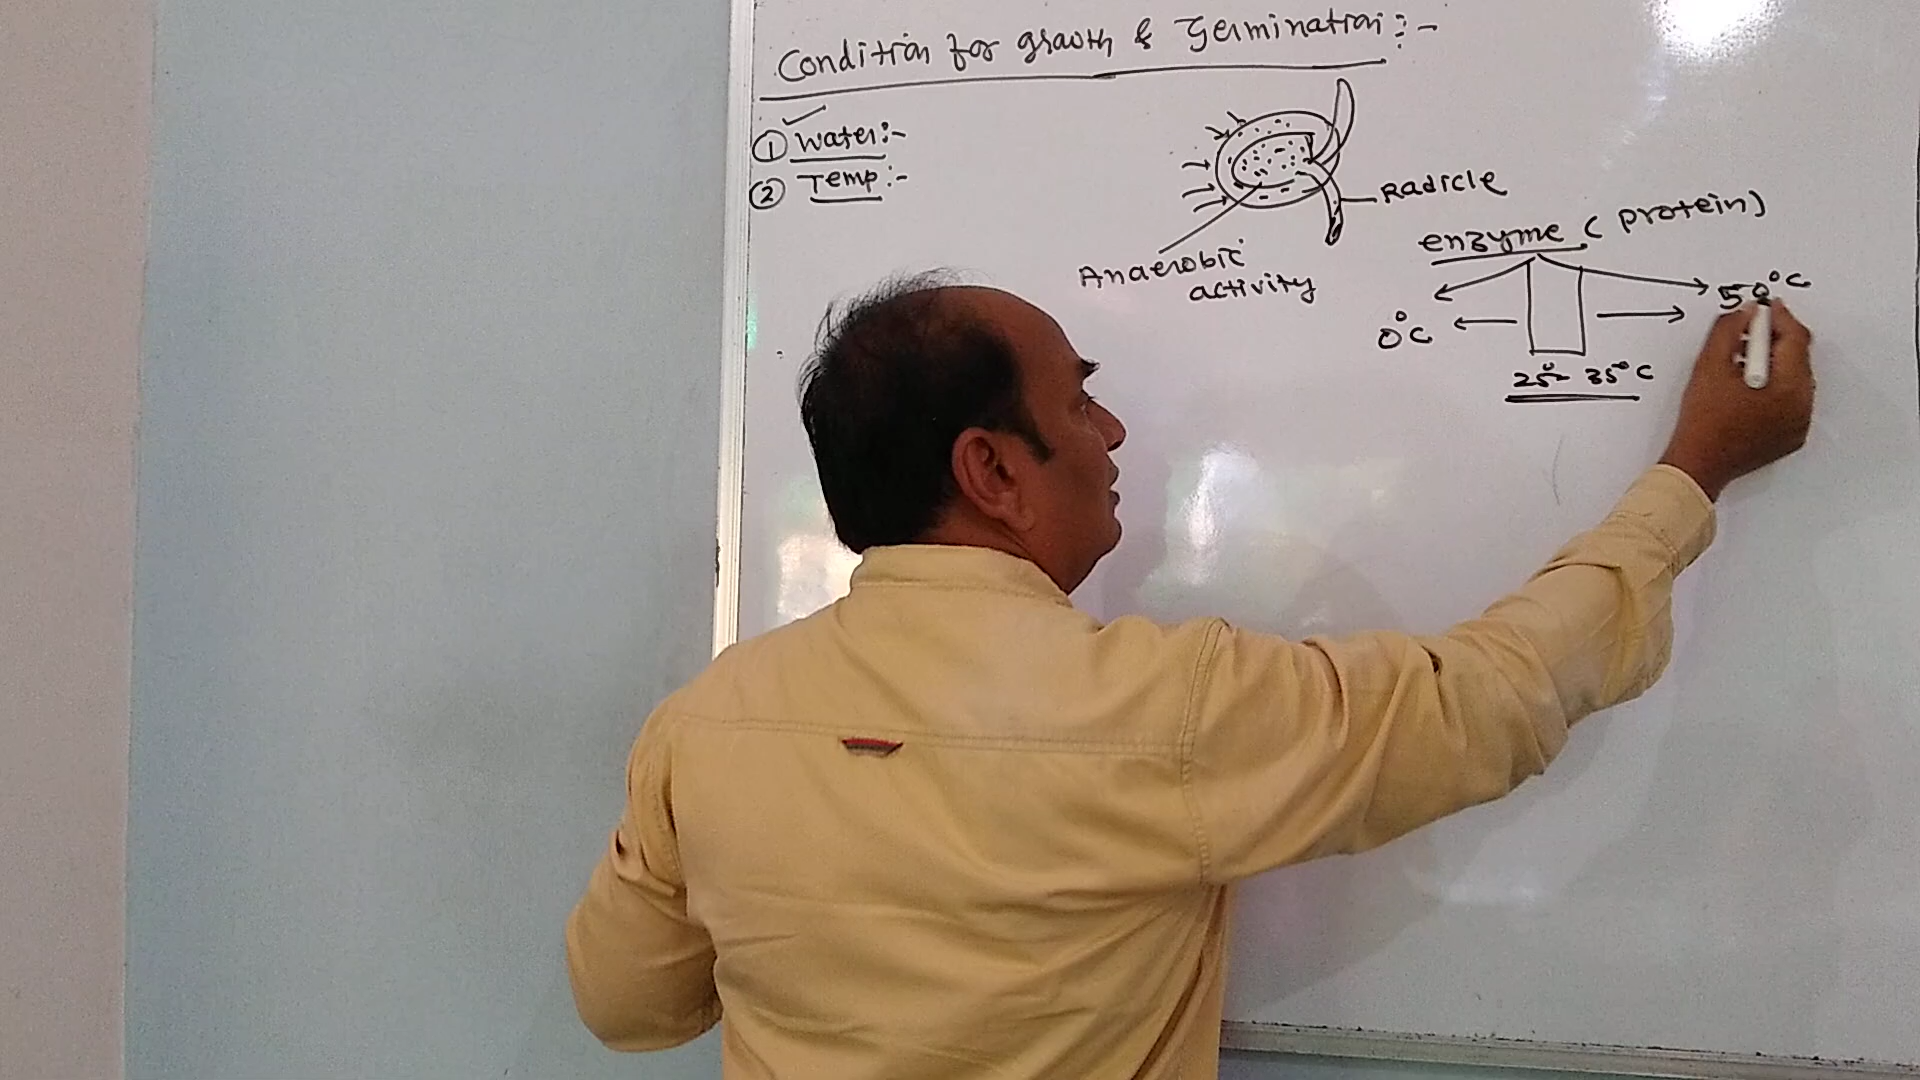 Condition for growth & Germination :-
① Water :-
② Temp :-
Radicle
Anaerobic
activity
enzyme ( protein )
0°C
50°C
25°- 35°C